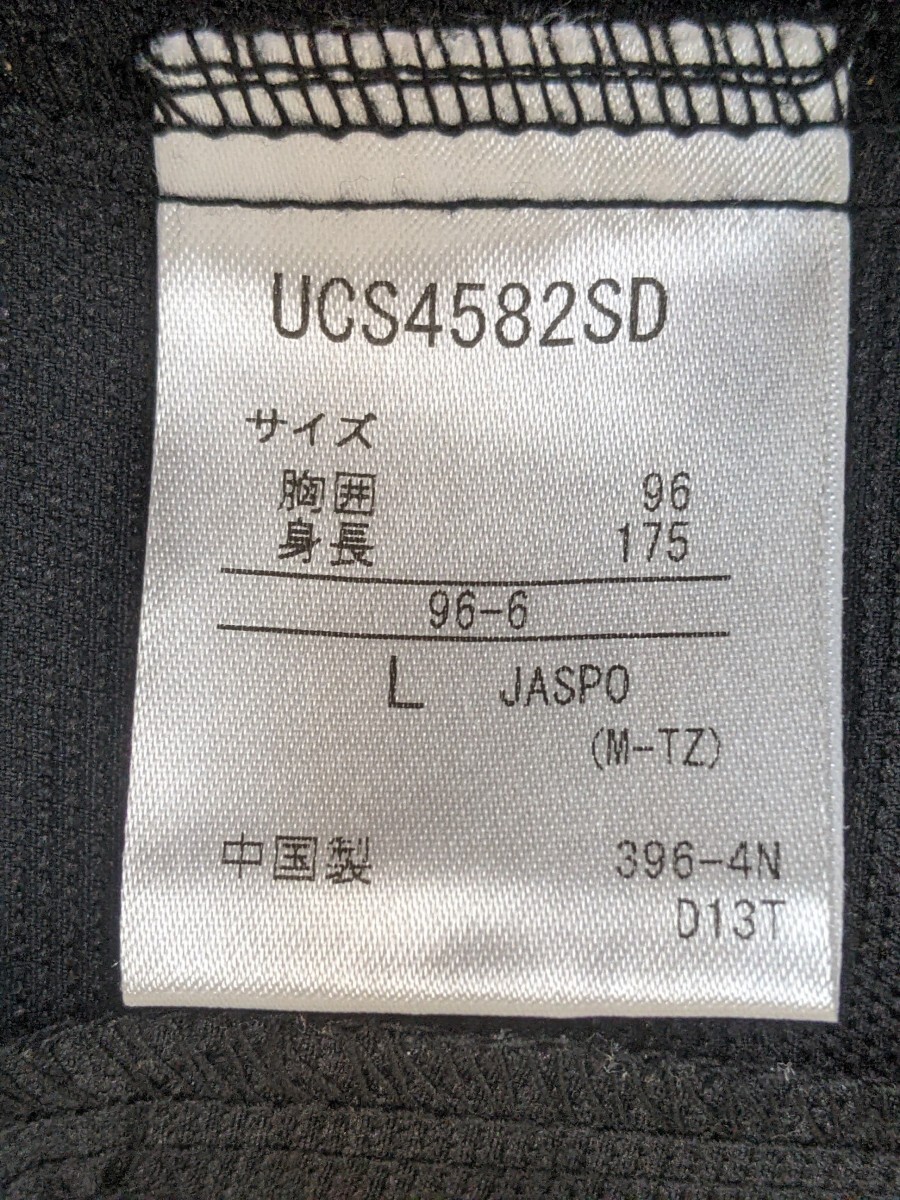 UCS4582SD
サイズ
胸囲 96
身長 175
96-6
L JASPO
(M-TZ)
中国製 396-4N
D13T